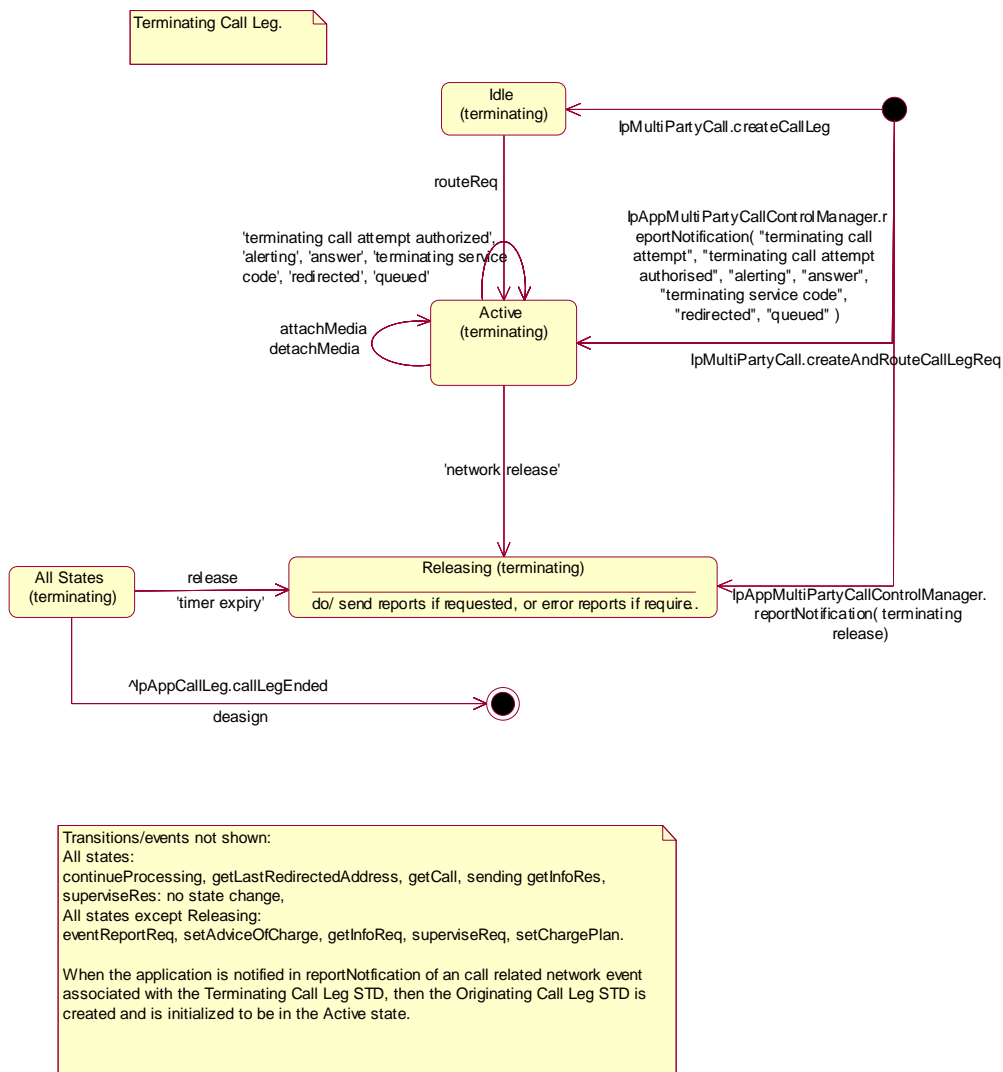 Terminating Call Leg.
Idle
(terminating)
IpMultiPartyCall.createCallLeg
routeReq
IpAppMultiPartyCallControlManager.r
eportNotification( "terminating call
attempt", "terminating call attempt
authorised", "alerting", "answer",
"terminating service code",
"redirected", "queued" )
'terminating call attempt authorized',
'alerting', 'answer', 'terminating service
code', 'redirected', 'queued'
Active
(terminating)
attachMedia
detachMedia
IpMultiPartyCall.createAndRouteCallLegReq
'network release'
All States
(terminating)
release
'timer expiry'
Releasing (terminating)
do/ send reports if requested, or error reports if require..
IpAppMultiPartyCallControlManager.
reportNotification( terminating
release)
^IpAppCallLeg.callLegEnded
deasign
Transitions/events not shown:
All states:
continueProcessing, getLastRedirectedAddress, getCall, sending getInfoRes,
superviseRes: no state change,
All states except Releasing:
eventReportReq, setAdviceOfCharge, getInfoReq, superviseReq, setChargePlan.
When the application is notified in reportNotfication of an call related network event
associated with the Terminating Call Leg STD, then the Originating Call Leg STD is
created and is initialized to be in the Active state.